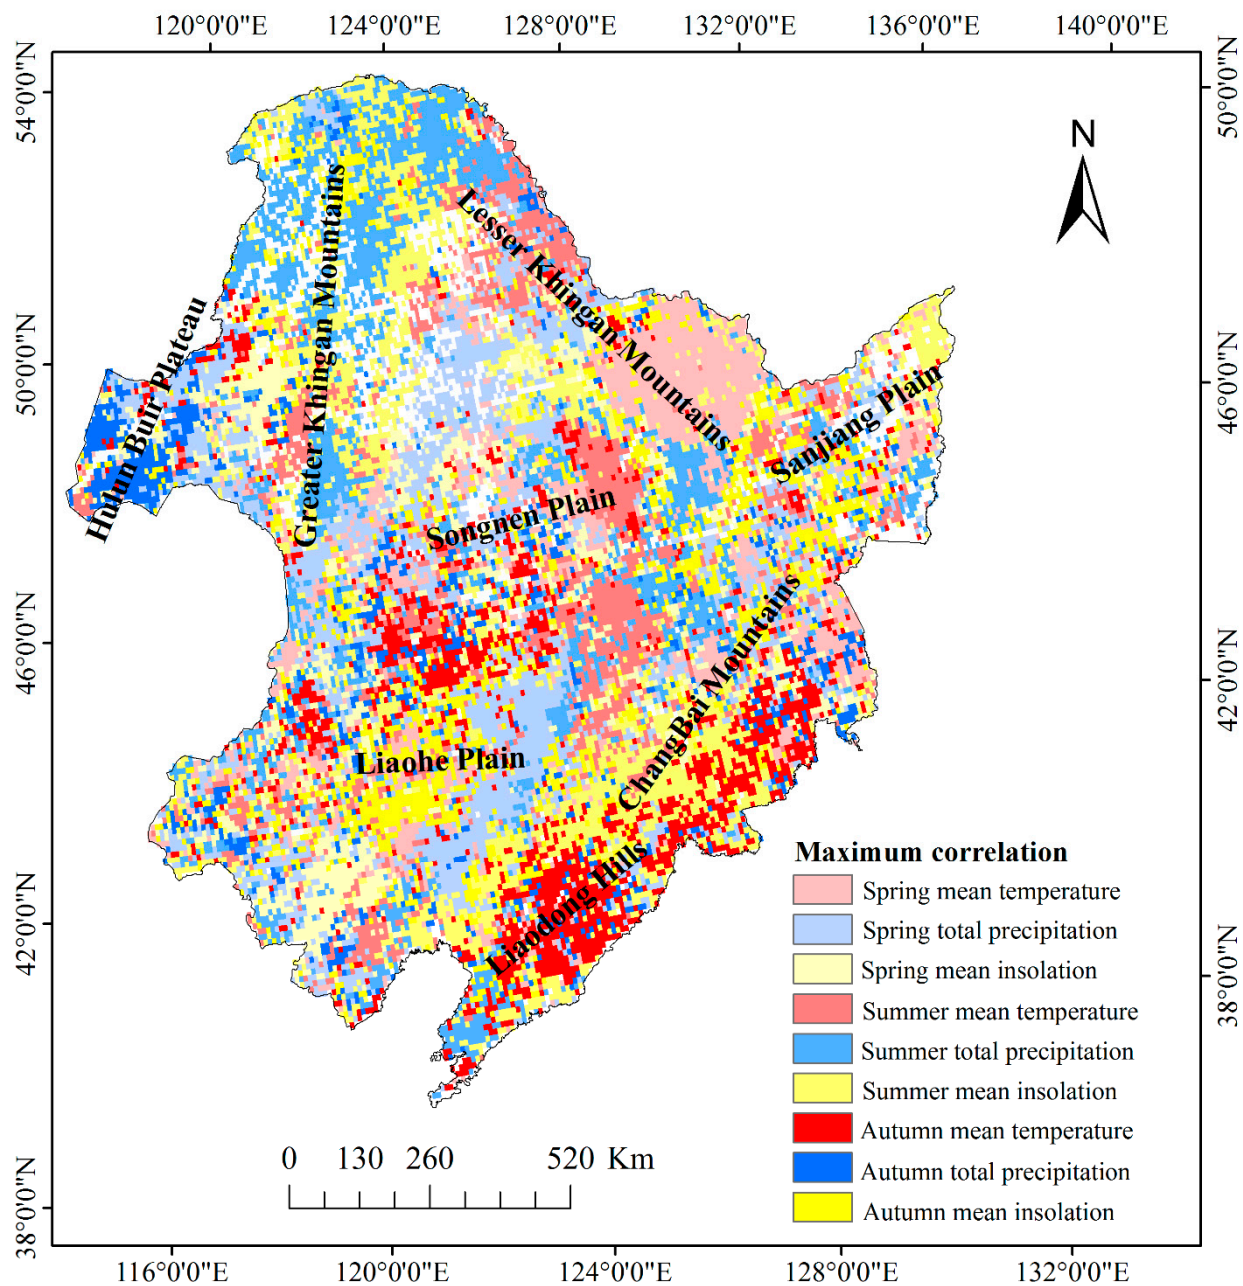 120°0'0"E 124°0'0"E 128°0'0"E 132°0'0"E 136°0'0"E 140°0'0"E
54°0'0"N
50°0'0"N
46°0'0"N
42°0'0"N
38°0'0"N
50°0'0"N
46°0'0"N
42°0'0"N
38°0'0"N
N
Lesser Khingan Mountains
Greater Khingan Mountains
Hulun Buir Plateau
Sanjiang Plain
Songnen Plain
ChangBai Mountains
Liaohe Plain
Liaodong Hills
Maximum correlation
Spring mean temperature
Spring total precipitation
Spring mean insolation
Summer mean temperature
Summer total precipitation
Summer mean insolation
Autumn mean temperature
Autumn total precipitation
Autumn mean insolation
0 130 260 520 Km
116°0'0"E 120°0'0"E 124°0'0"E 128°0'0"E 132°0'0"E